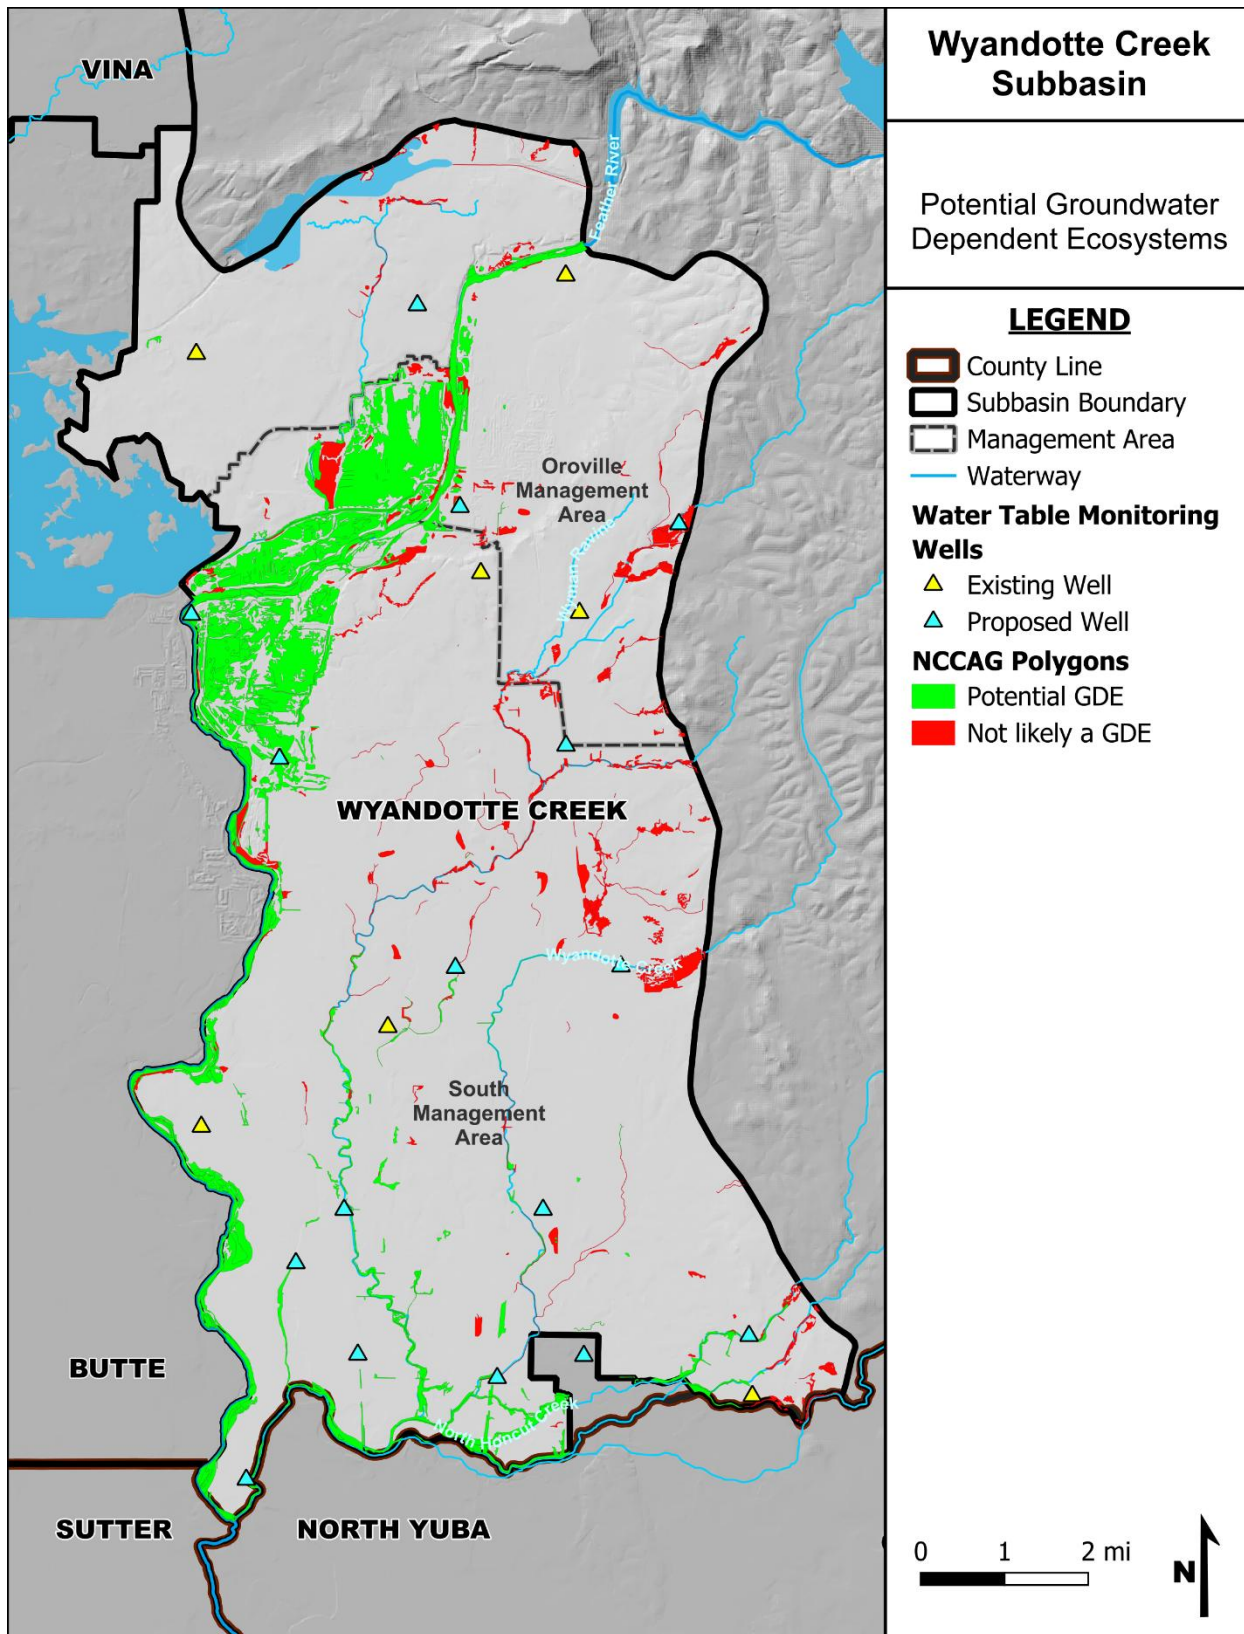 Wyandotte Creek
Subbasin
Potential Groundwater
Dependent Ecosystems
LEGEND
County Line
Subbasin Boundary
Management Area
Waterway
Water Table Monitoring
Wells
Existing Well
Proposed Well
NCCAG Polygons
Potential GDE
Not likely a GDE
VINA
Feather River
Oroville
Management
Area
Wyman Ravine
WYANDOTTE CREEK
Wyandotte Creek
South
Management
Area
BUTTE
North Honcut Creek
SUTTER
NORTH YUBA
0 1 2 mi
N